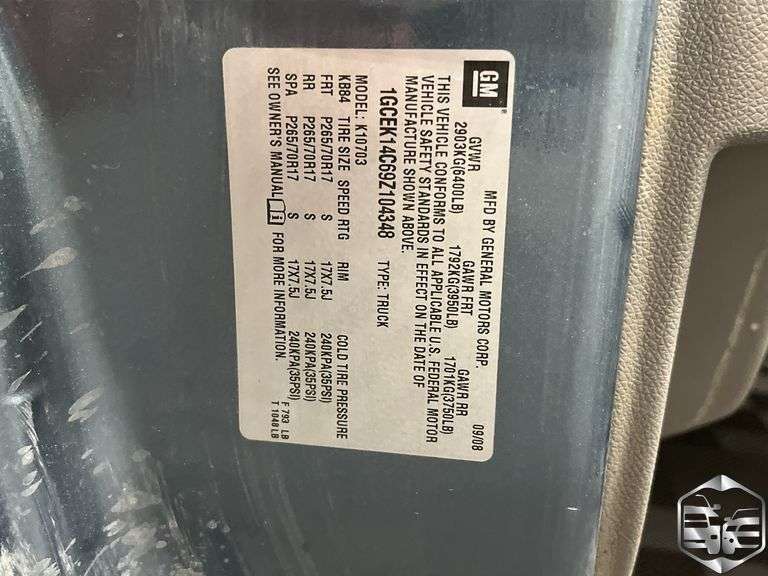 GM®
MFD BY GENERAL MOTORS CORP. 09/08
GVWR GAWR FRT GAWR RR
2903KG(6400LB) 1792KG(3950LB) 1701KG(3750LB)
THIS VEHICLE CONFORMS TO ALL APPLICABLE U.S. FEDERAL MOTOR
VEHICLE SAFETY STANDARDS IN EFFECT ON THE DATE OF
MANUFACTURE SHOWN ABOVE.
1GCEK14C69Z104348 TYPE: TRUCK
MODEL: K10703
KBB4 TIRE SIZE SPEED RTG RIM COLD TIRE PRESSURE
FRT P265/70R17 S 17X7.5J 240KPA(35PSI)
RR P265/70R17 S 17X7.5J 240KPA(35PSI)
SPA P265/70R17 S 17X7.5J 240KPA(35PSI)
SEE OWNER'S MANUAL FOR MORE INFORMATION.
F 793 LB
T 1048 LB